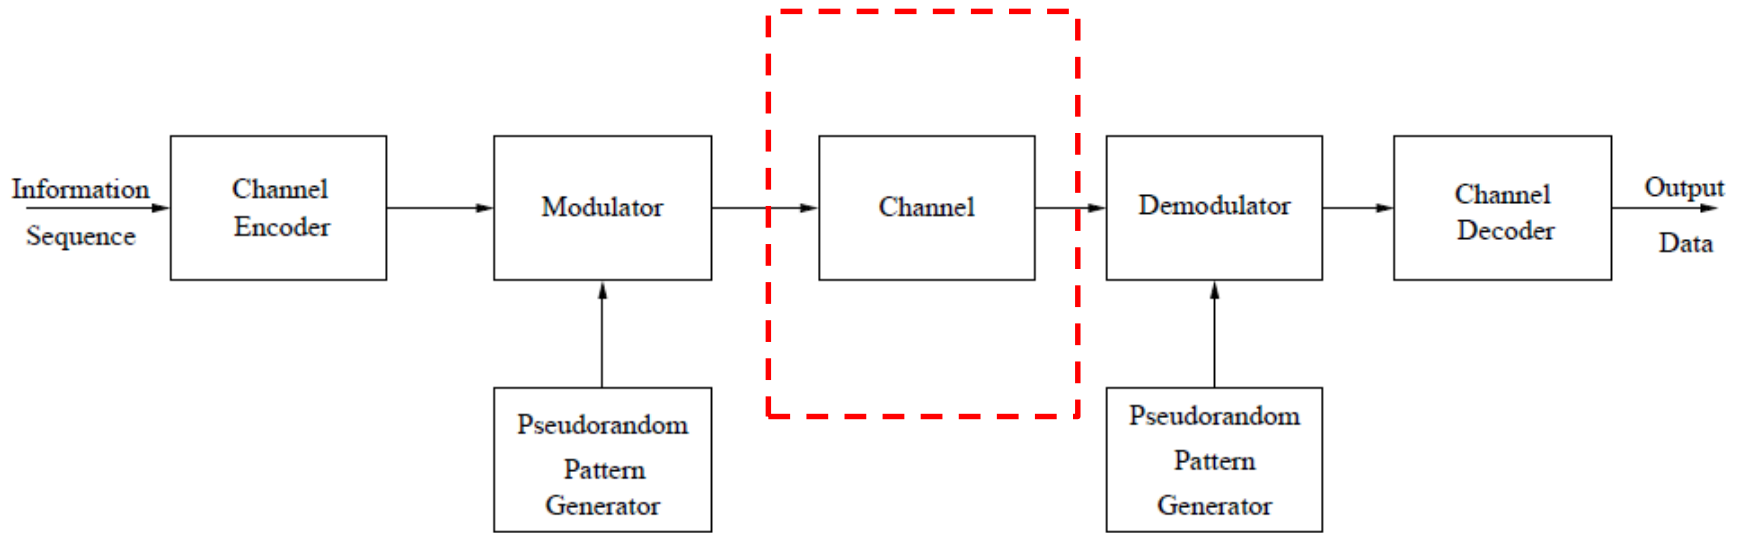 Information
Sequence
Channel
Encoder
Modulator
Channel
Demodulator
Channel
Decoder
Output
Data
Pseudorandom
Pattern
Generator
Pseudorandom
Pattern
Generator